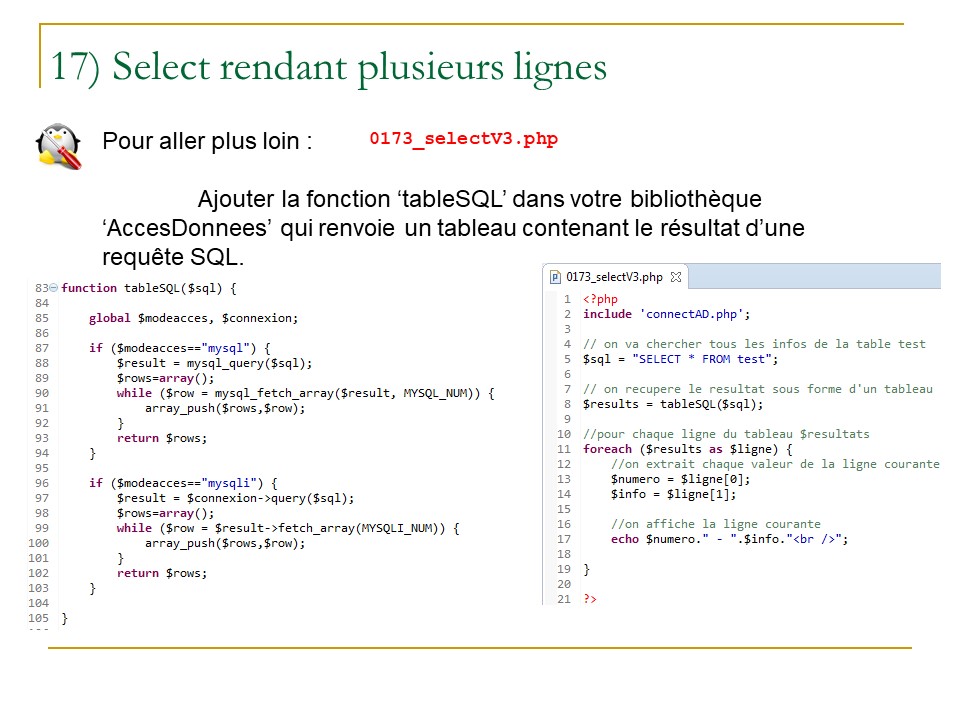 17) Select rendant plusieurs lignes
Pour aller plus loin : 0173_selectV3.php
Ajouter la fonction ‘tableSQL’ dans votre bibliothèque
‘AccesDonnees’ qui renvoie un tableau contenant le résultat d’une
requête SQL.
83 function tableSQL($sql) {
84
85 global $modeacces, $connexion;
86
87 if ($modeacces=="mysql") {
88 $result = mysql_query($sql);
89 $rows=array();
90 while ($row = mysql_fetch_array($result, MYSQL_NUM)) {
91 array_push($rows,$row);
92 }
93 return $rows;
94 }
95
96 if ($modeacces=="mysqli") {
97 $result = $connexion->query($sql);
98 $rows=array();
99 while ($row = $result->fetch_array(MYSQLI_NUM)) {
100 array_push($rows,$row);
101 }
102 return $rows;
103 }
104
105 }
0173_selectV3.php
1 <?php
2 include 'connectAD.php';
3
4 // on va chercher tous les infos de la table test
5 $sql = "SELECT * FROM test";
6
7 // on recupere le resultat sous forme d'un tableau
8 $results = tableSQL($sql);
9
10 //pour chaque ligne du tableau $resultats
11 foreach ($results as $ligne) {
12 //on extrait chaque valeur de la ligne courante
13 $numero = $ligne[0];
14 $info = $ligne[1];
15
16 //on affiche la ligne courante
17 echo $numero." - ".$info."<br />";
18
19 }
20
21 ?>